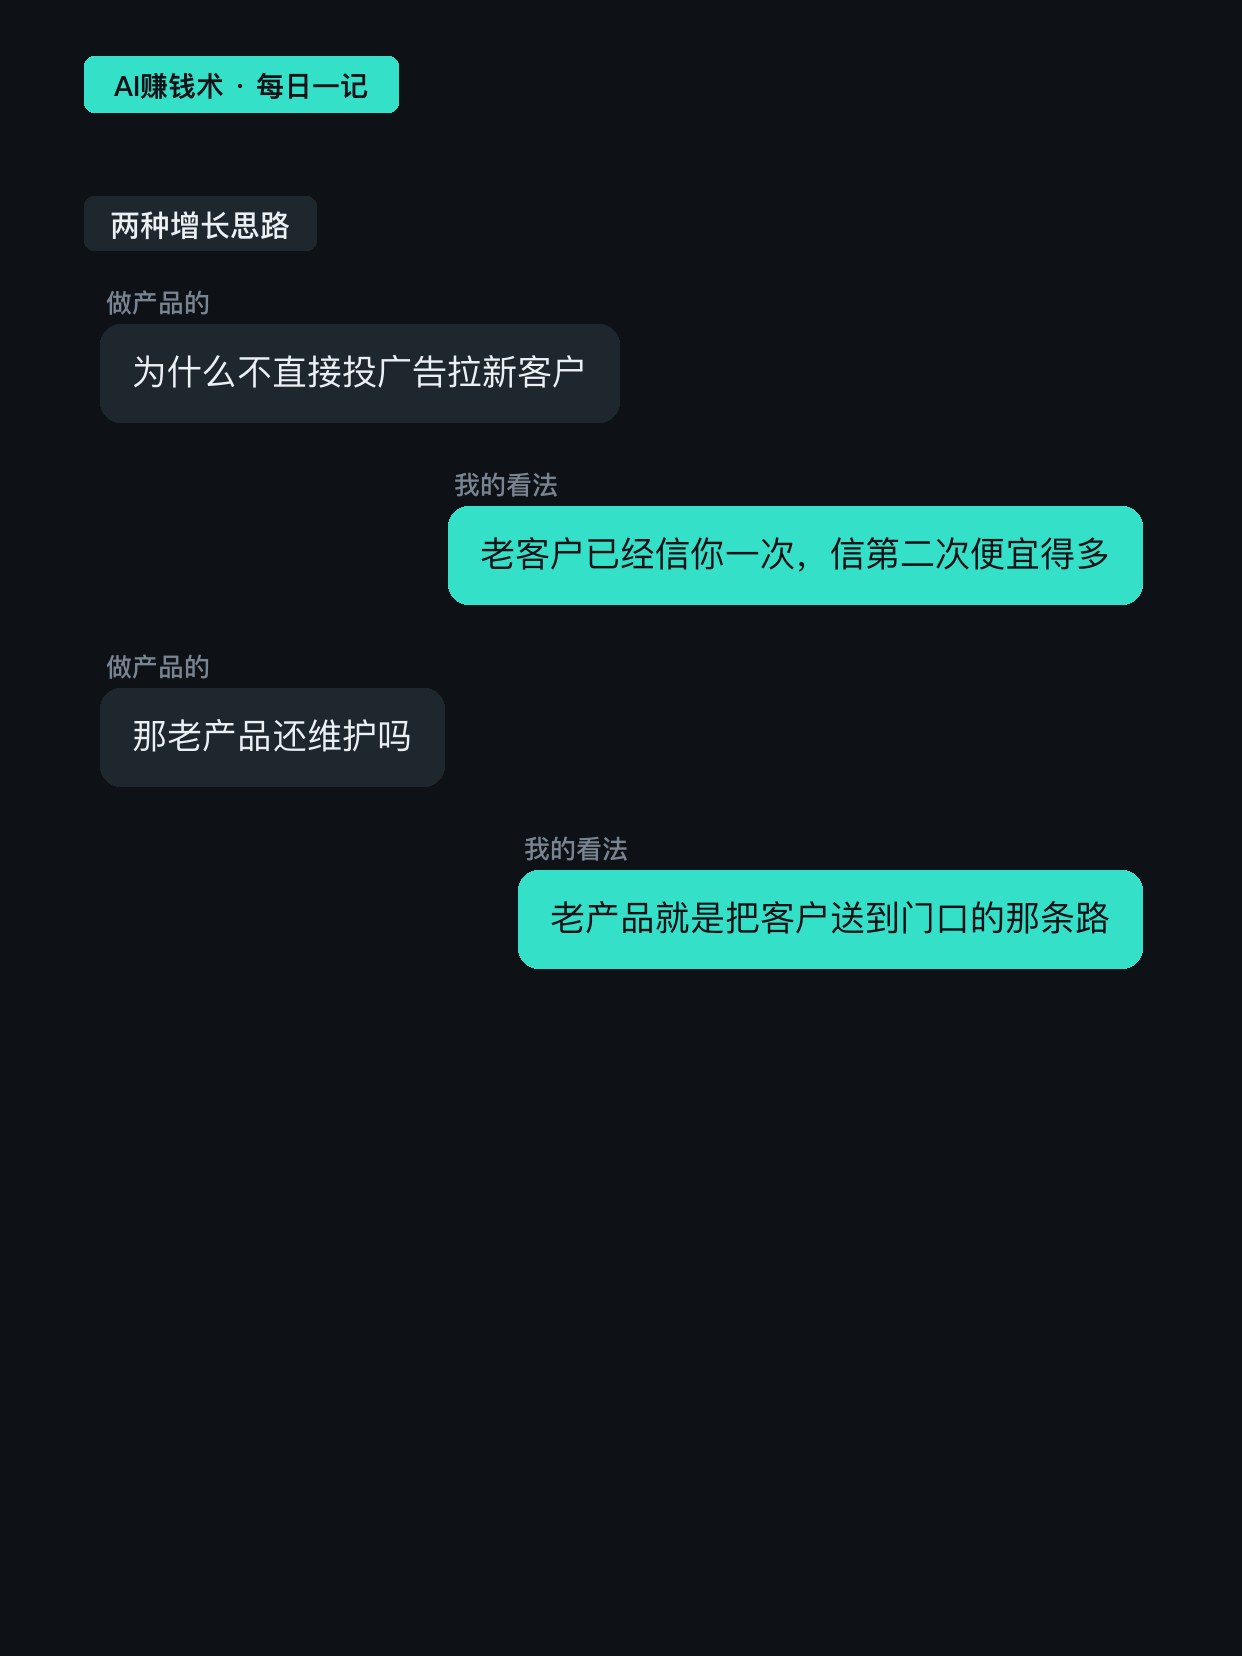 AI赚钱术 · 每日一记
两种增长思路
做产品的
为什么不直接投广告拉新客户
我的看法
老客户已经信你一次，信第二次便宜得多
做产品的
那老产品还维护吗
我的看法
老产品就是把客户送到门口的那条路